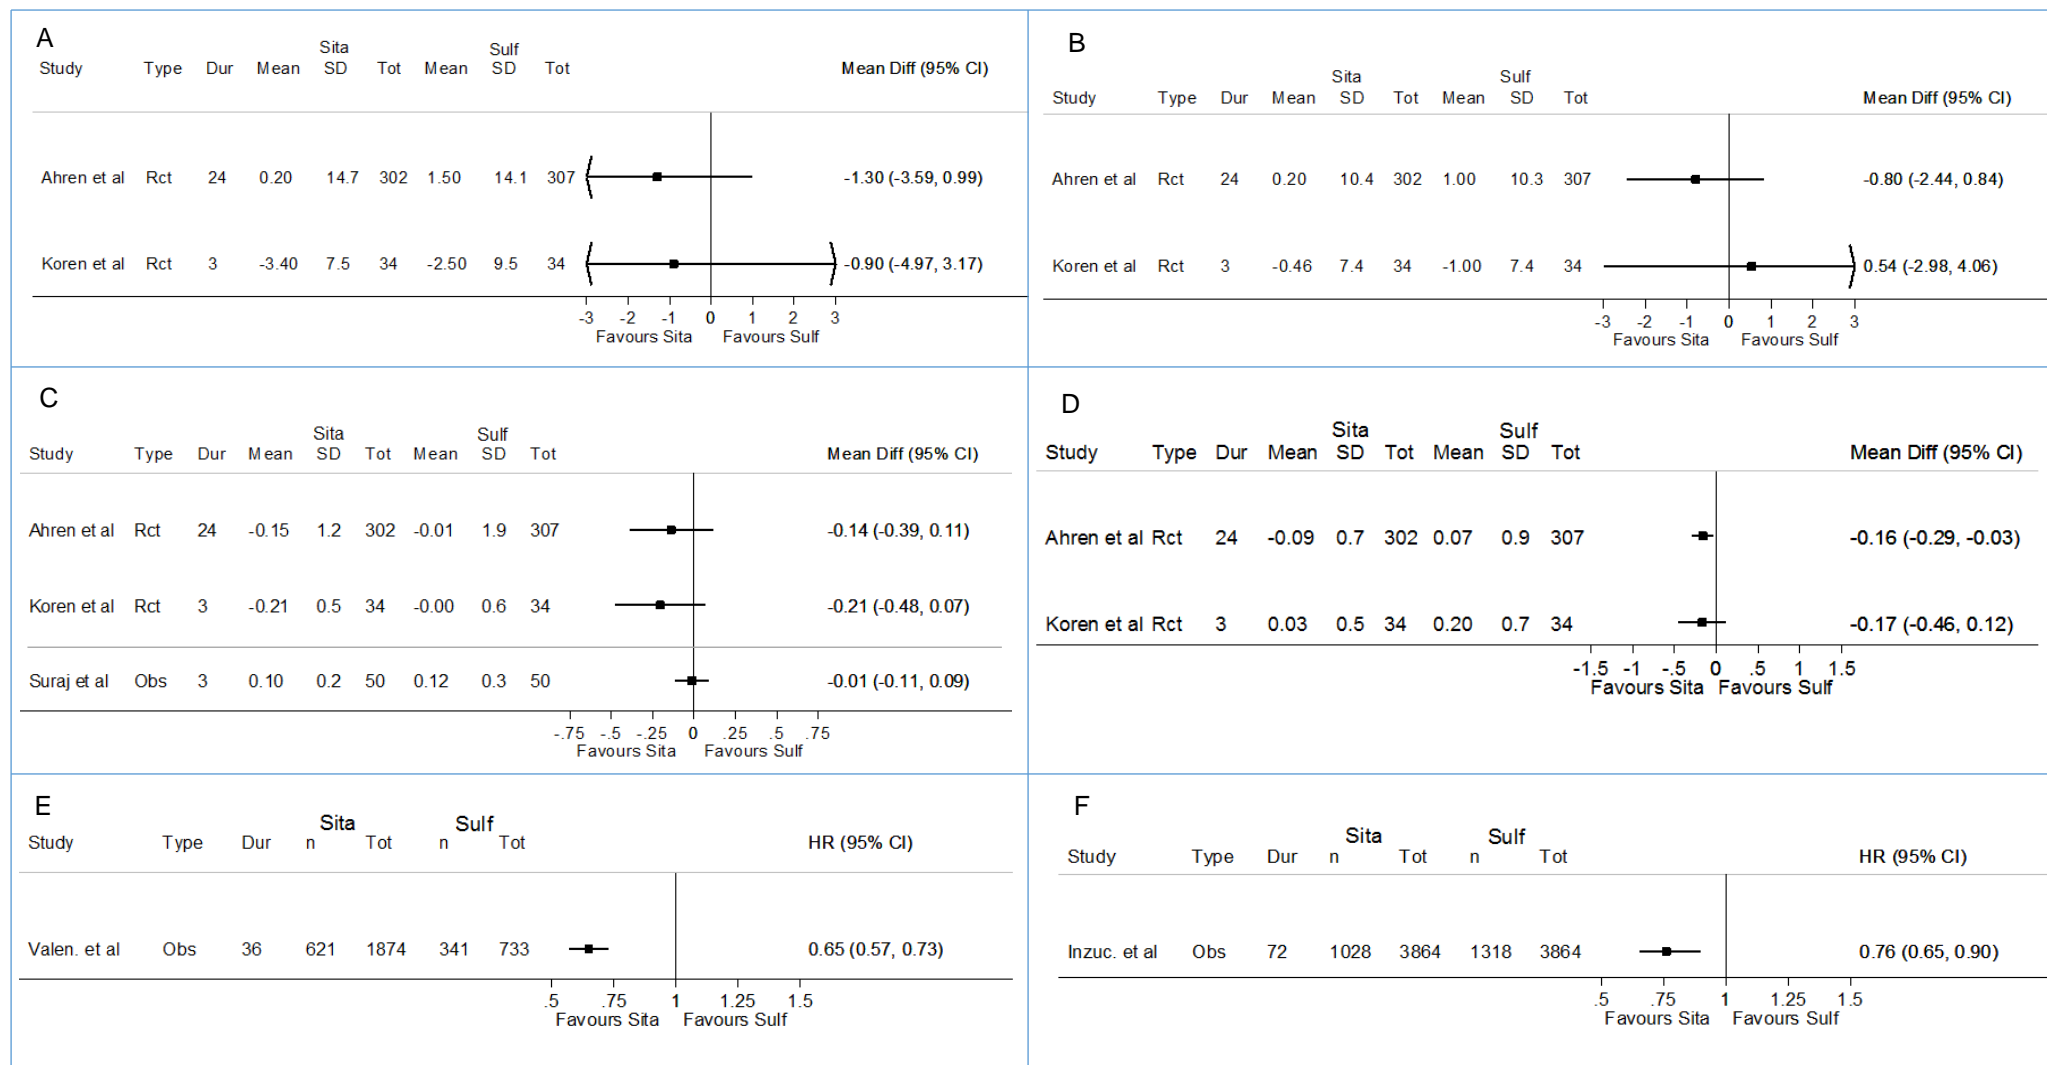 A
Sita Sulf
Study Type Dur Mean SD Tot Mean SD Tot Mean Diff (95% CI)
Ahren et al Rct 24 0.20 14.7 302 1.50 14.1 307 -1.30 (-3.59, 0.99)
Koren et al Rct 3 -3.40 7.5 34 -2.50 9.5 34 -0.90 (-4.97, 3.17)
-3 -2 -1 0 1 2 3
Favours Sita Favours Sulf
B
Sita Sulf
Study Type Dur Mean SD Tot Mean SD Tot Mean Diff (95% CI)
Ahren et al Rct 24 0.20 10.4 302 1.00 10.3 307 -0.80 (-2.44, 0.84)
Koren et al Rct 3 -0.46 7.4 34 -1.00 7.4 34 0.54 (-2.98, 4.06)
-3 -2 -1 0 1 2 3
Favours Sita Favours Sulf
C
Sita Sulf
Study Type Dur Mean SD Tot Mean SD Tot Mean Diff (95% CI)
Ahren et al Rct 24 -0.15 1.2 302 -0.01 1.9 307 -0.14 (-0.39, 0.11)
Koren et al Rct 3 -0.21 0.5 34 -0.00 0.6 34 -0.21 (-0.48, 0.07)
Suraj et al Obs 3 0.10 0.2 50 0.12 0.3 50 -0.01 (-0.11, 0.09)
-.75 -.5 -.25 0 .25 .5 .75
Favours Sita Favours Sulf
D
Sita Sulf
Study Type Dur Mean SD Tot Mean SD Tot Mean Diff (95% CI)
Ahren et al Rct 24 -0.09 0.7 302 0.07 0.9 307 -0.16 (-0.29, -0.03)
Koren et al Rct 3 0.03 0.5 34 0.20 0.7 34 -0.17 (-0.46, 0.12)
-1.5 -1 -.5 0 .5 1 1.5
Favours Sita Favours Sulf
E
Sita Sulf
Study Type Dur n Tot n Tot HR (95% CI)
Valen. et al Obs 36 621 1874 341 733 0.65 (0.57, 0.73)
.5 .75 1 1.25 1.5
Favours Sita Favours Sulf
F
Sita Sulf
Study Type Dur n Tot n Tot HR (95% CI)
Inzuc. et al Obs 72 1028 3864 1318 3864 0.76 (0.65, 0.90)
.5 .75 1 1.25 1.5
Favours Sita Favours Sulf